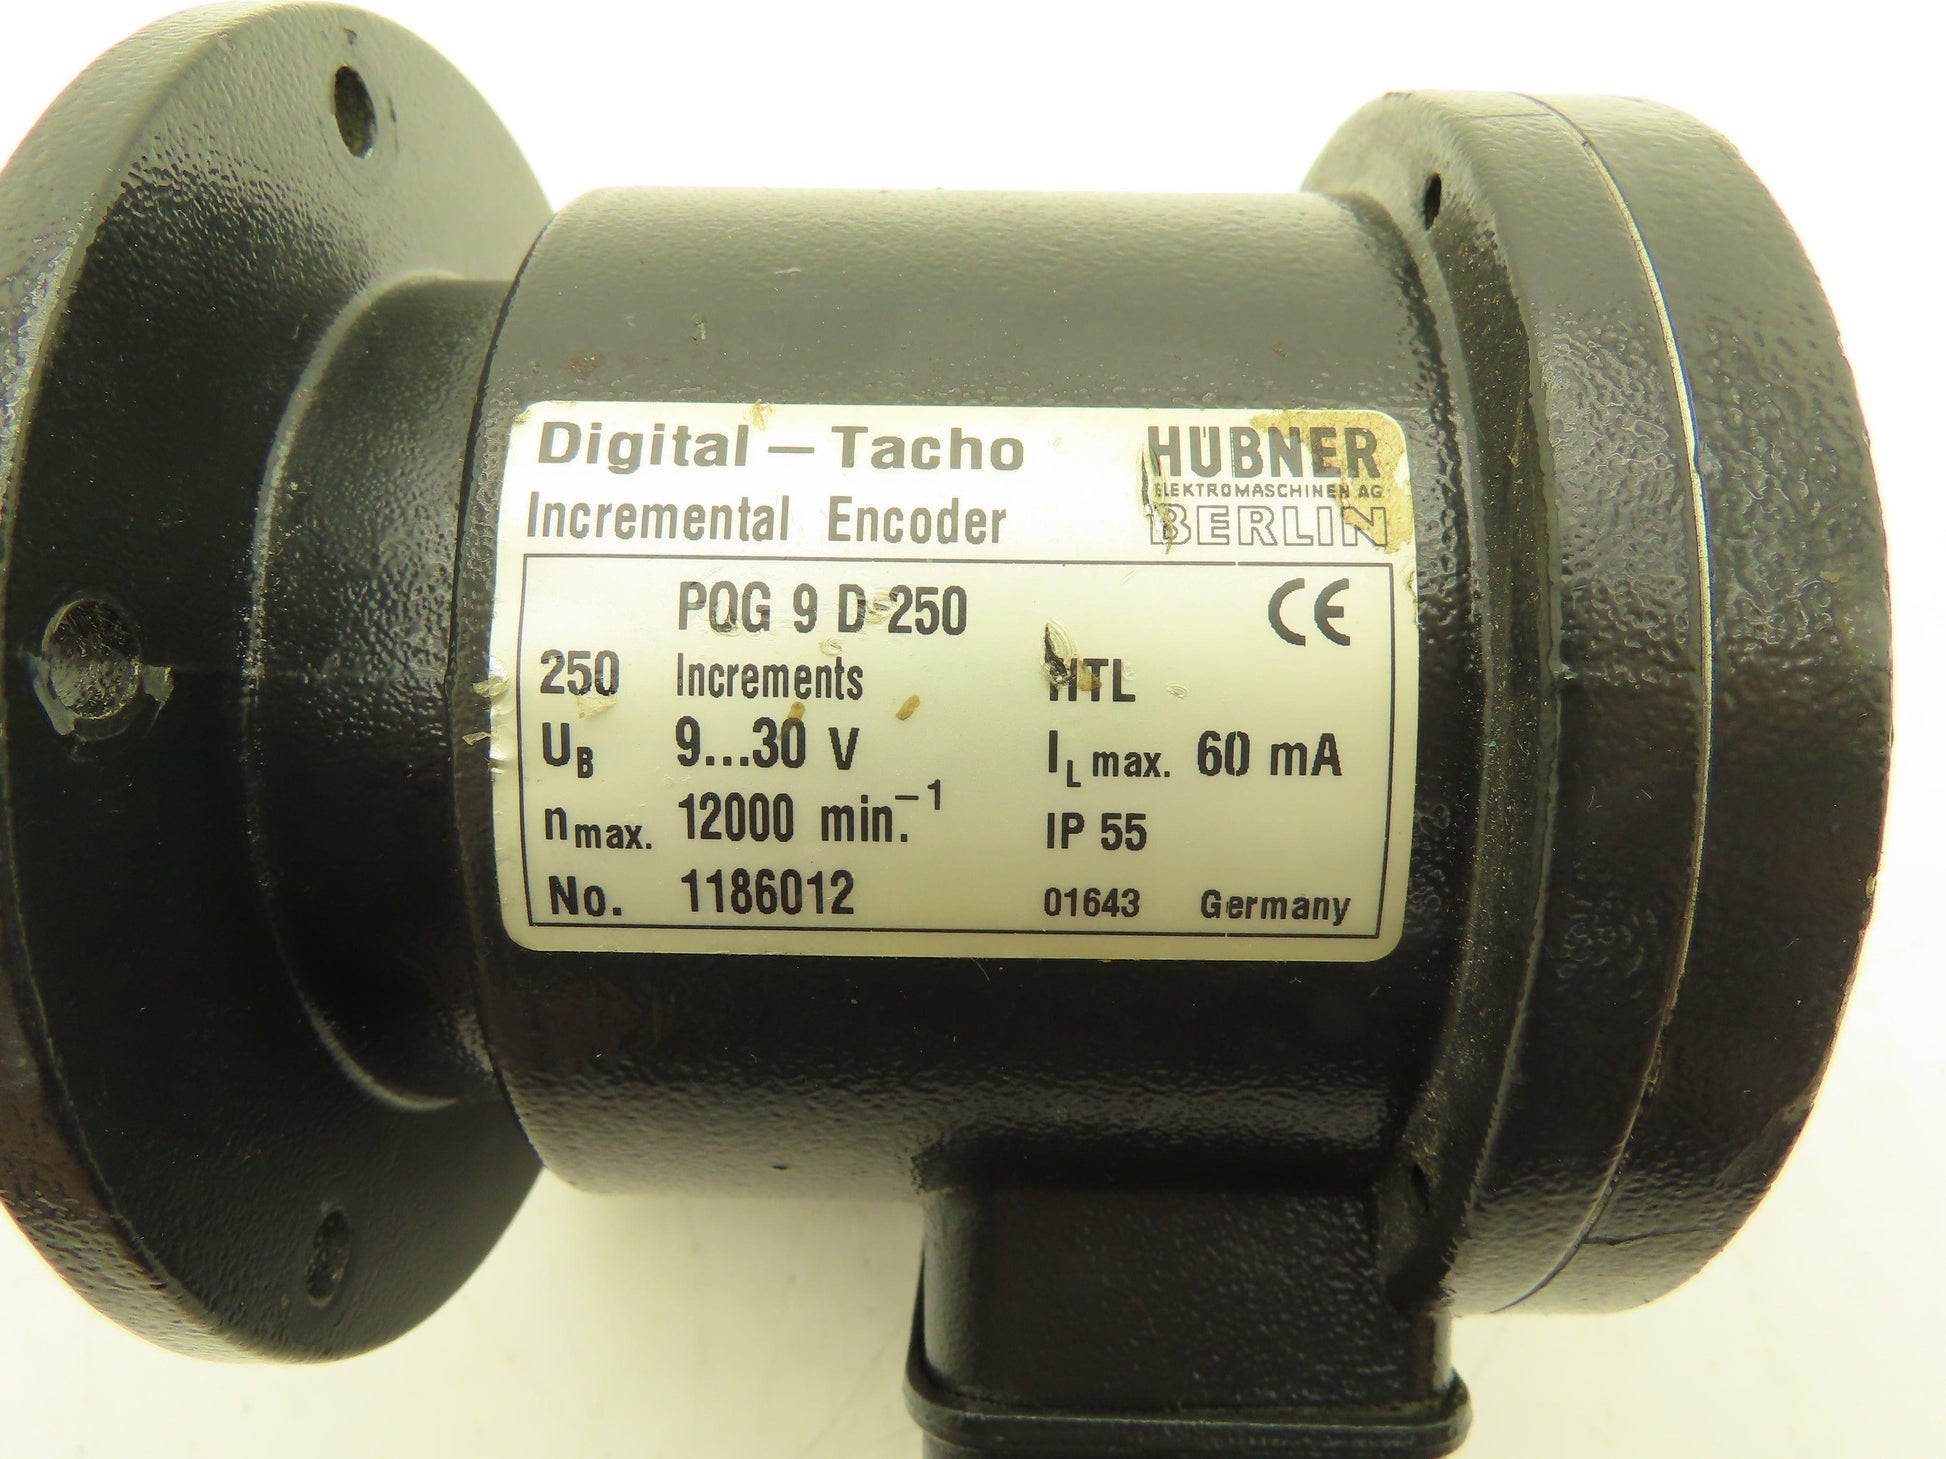 Digital – Tacho
Incremental Encoder
HÜBNER
ELEKTROMASCHINEN AG
BERLIN
POG 9 D-250
CE
250 Increments HTL
UB 9...30 V IL max. 60 mA
nmax. 12000 min.⁻¹ IP 55
No. 1186012 01643 Germany